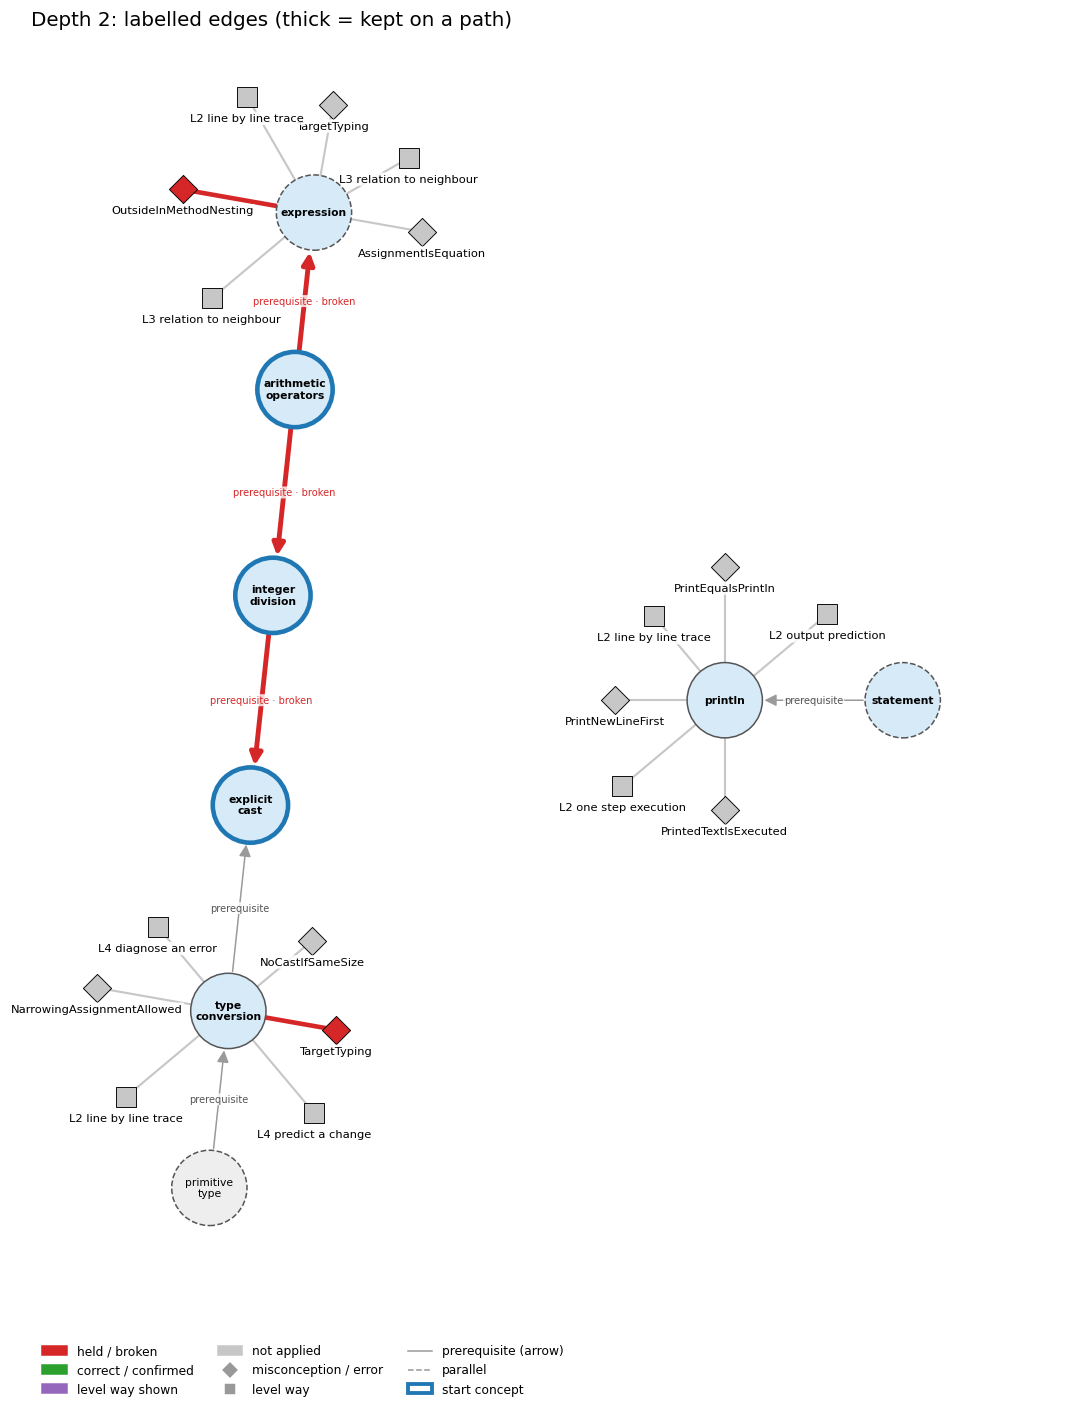 Depth 2: labelled edges (thick = kept on a path)
L2 line by line trace
TargetTyping
L3 relation to neighbour
OutsideInMethodNesting
expression
AssignmentIsEquation
L3 relation to neighbour
prerequisite · broken
arithmetic
operators
prerequisite · broken
integer
division
prerequisite · broken
explicit
cast
prerequisite
L4 diagnose an error
NoCastIfSameSize
NarrowingAssignmentAllowed
type
conversion
TargetTyping
L2 line by line trace
prerequisite
L4 predict a change
primitive
type
PrintEqualsPrintln
L2 line by line trace
L2 output prediction
println
prerequisite
statement
PrintNewLineFirst
L2 one step execution
PrintedTextIsExecuted
held / broken
correct / confirmed
level way shown
not applied
misconception / error
level way
prerequisite (arrow)
parallel
start concept